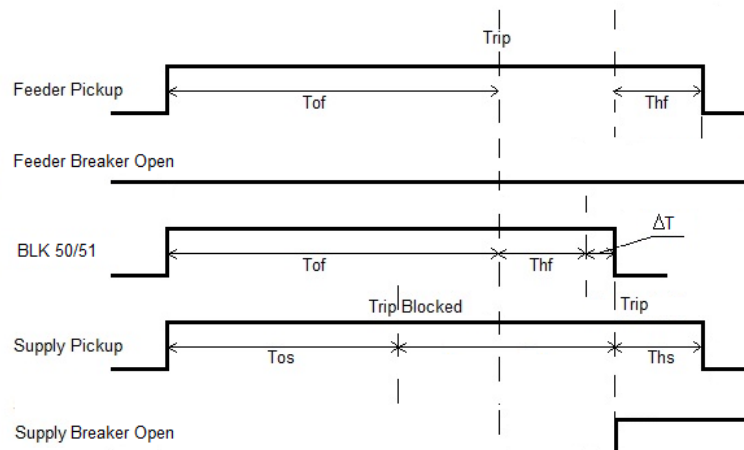 Trip
Feeder Pickup
Tof
Thf
Feeder Breaker Open
ΔT
BLK 50/51
Tof
Thf
Trip Blocked
Trip
Supply Pickup
Tos
Ths
Supply Breaker Open